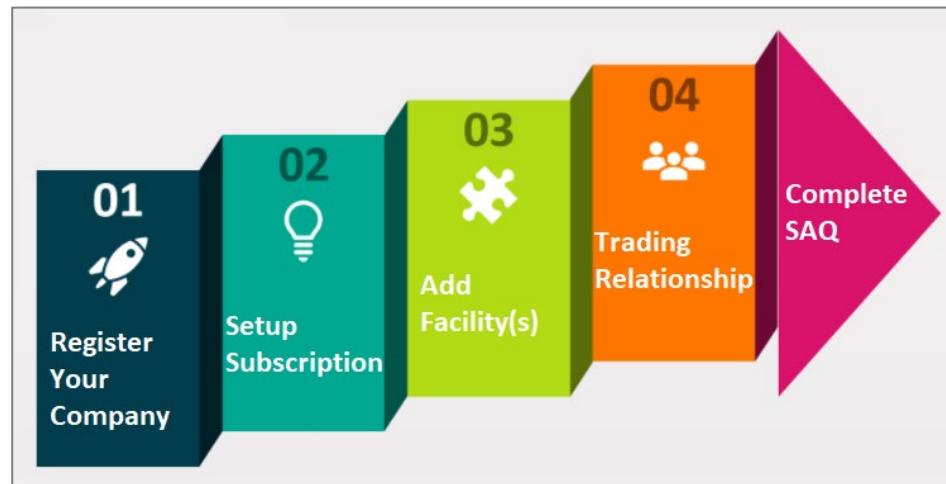 01
Register
Your
Company
02
Setup
Subscription
03
Add
Facility(s)
04
Trading
Relationship
Complete
SAQ